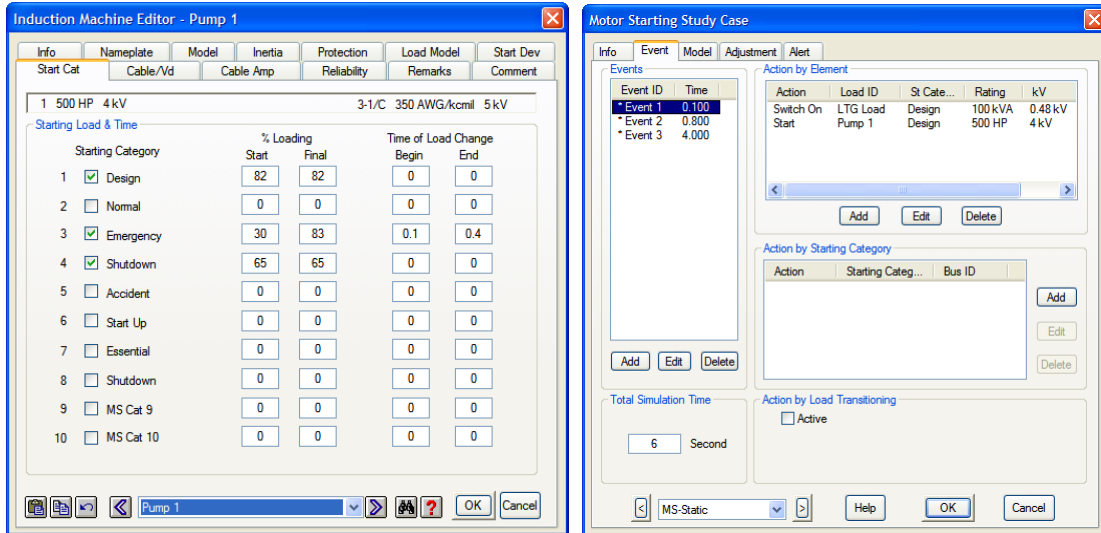 Induction Machine Editor - Pump 1
Info Nameplate Model Inertia Protection Load Model Start Dev
Start Cat Cable/Vd Cable Amp Reliability Remarks Comment
1 500 HP 4 kV 3-1/C 350 AWG/kcmil 5 kV
Starting Load & Time
% Loading Time of Load Change
Starting Category Start Final Begin End
1 Design 82 82 0 0
2 Normal 0 0 0 0
3 Emergency 30 83 0.1 0.4
4 Shutdown 65 65 0 0
5 Accident 0 0 0 0
6 Start Up 0 0 0 0
7 Essential 0 0 0 0
8 Shutdown 0 0 0 0
9 MS Cat 9 0 0 0 0
10 MS Cat 10 0 0 0 0
Pump 1 ? OK Cancel
Motor Starting Study Case
Info Event Model Adjustment Alert
Events
Event ID Time
* Event 1 0.100
* Event 2 0.800
* Event 3 4.000
Add Edit Delete
Action by Element
Action Load ID St Cate... Rating kV
Switch On LTG Load Design 100 kVA 0.48 kV
Start Pump 1 Design 500 HP 4 kV
Add Edit Delete
Action by Starting Category
Action Starting Categ... Bus ID
Add
Edit
Delete
Total Simulation Time
6 Second
Action by Load Transitioning
Active
< MS-Static > Help OK Cancel